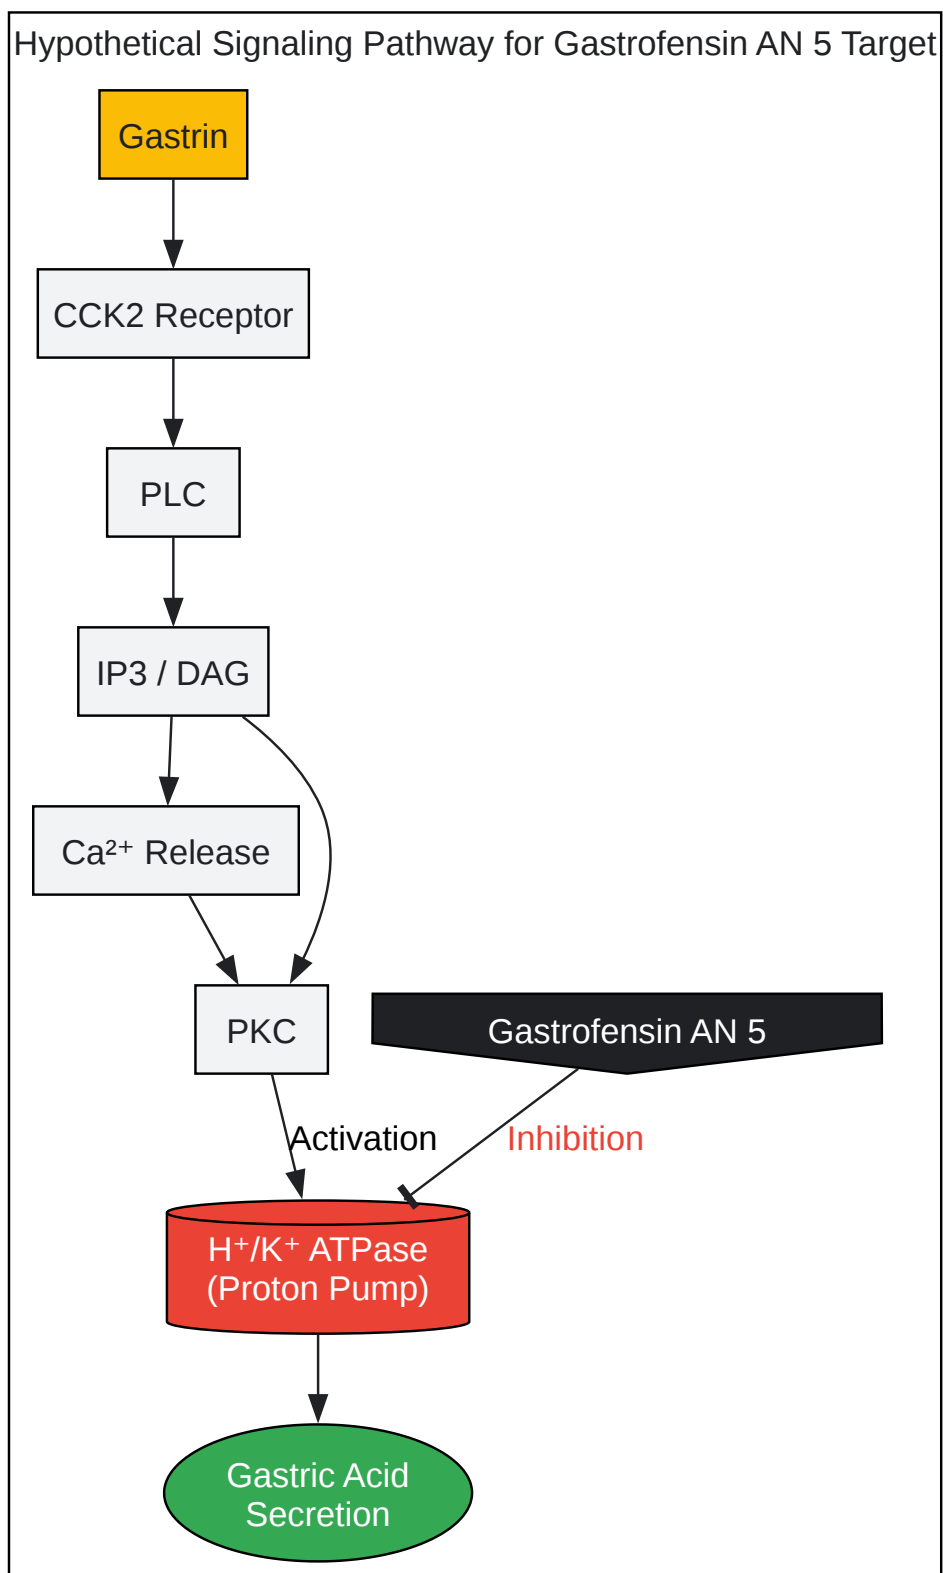 Hypothetical Signaling Pathway for Gastrofensin AN 5 Target
Gastrin
CCK2 Receptor
PLC
IP3 / DAG
Ca²⁺ Release
PKC
Gastrofensin AN 5
Activation
Inhibition
H⁺/K⁺ ATPase
(Proton Pump)
Gastric Acid
Secretion